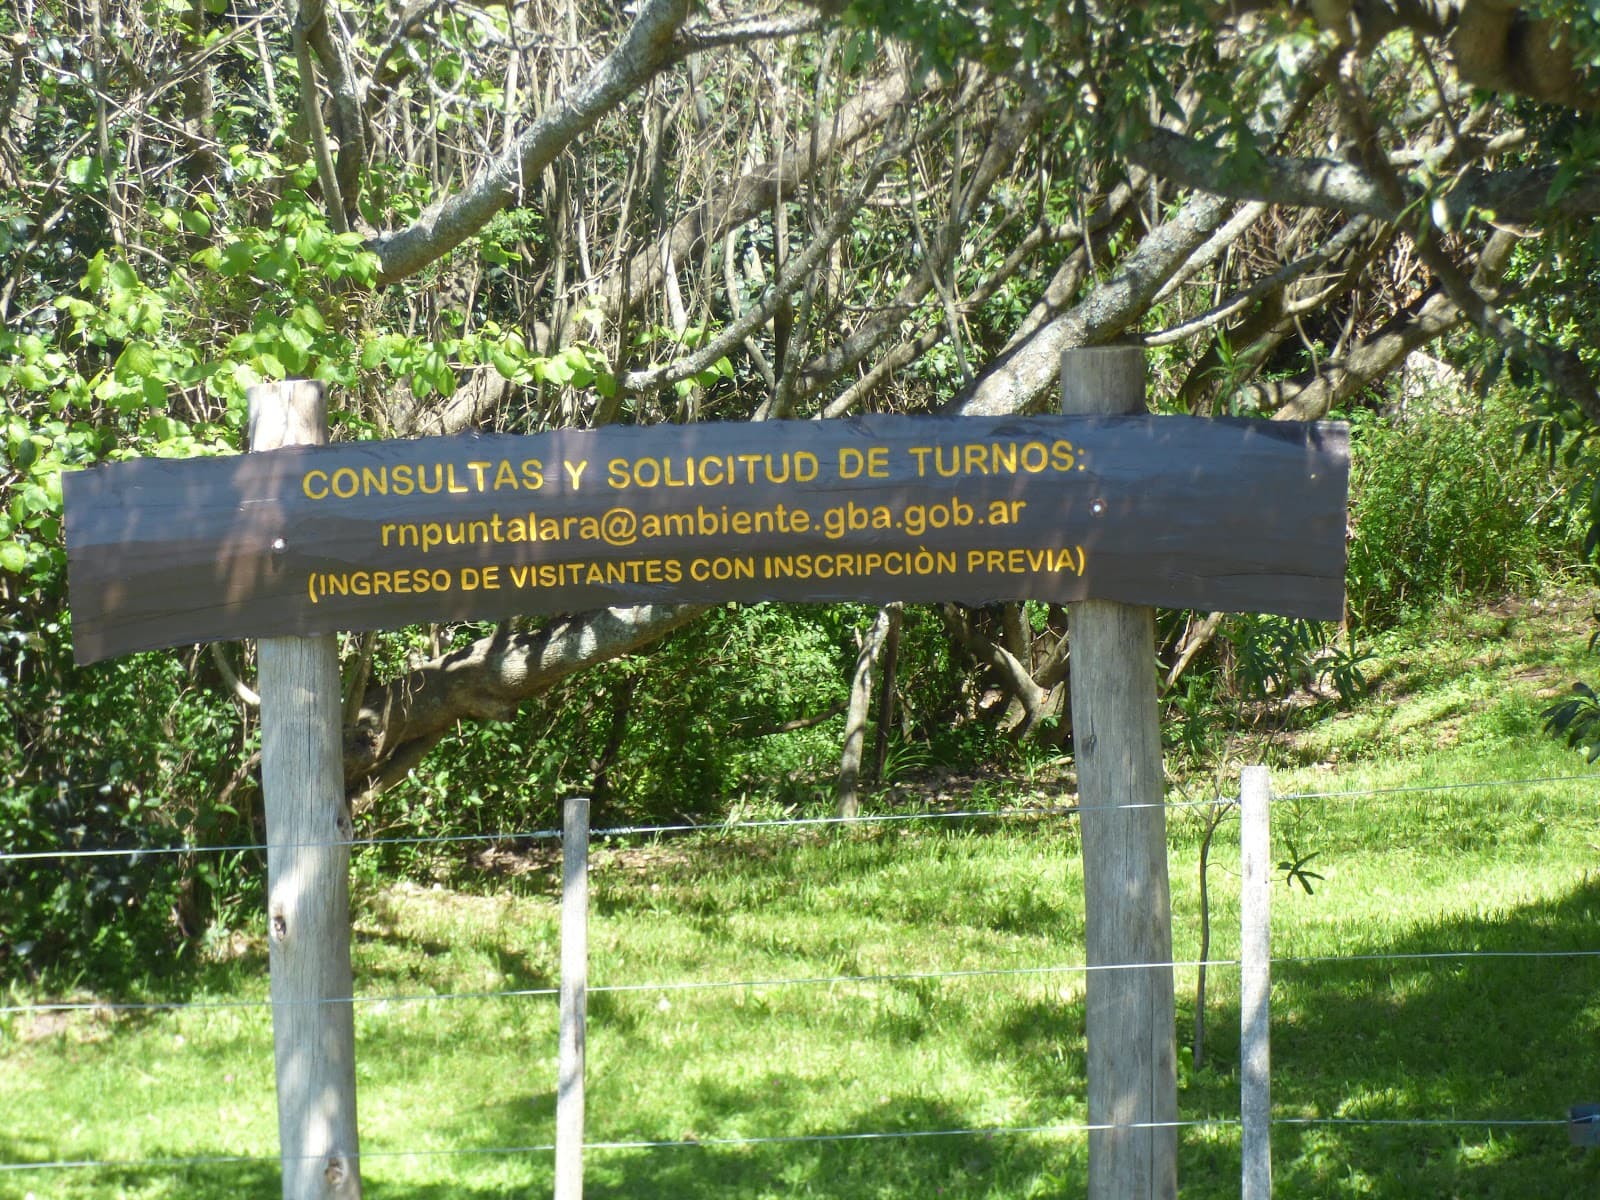 CONSULTAS Y SOLICITUD DE TURNOS:
rnpuntalara@ambiente.gba.gob.ar
(INGRESO DE VISITANTES CON INSCRIPCIÒN PREVIA)